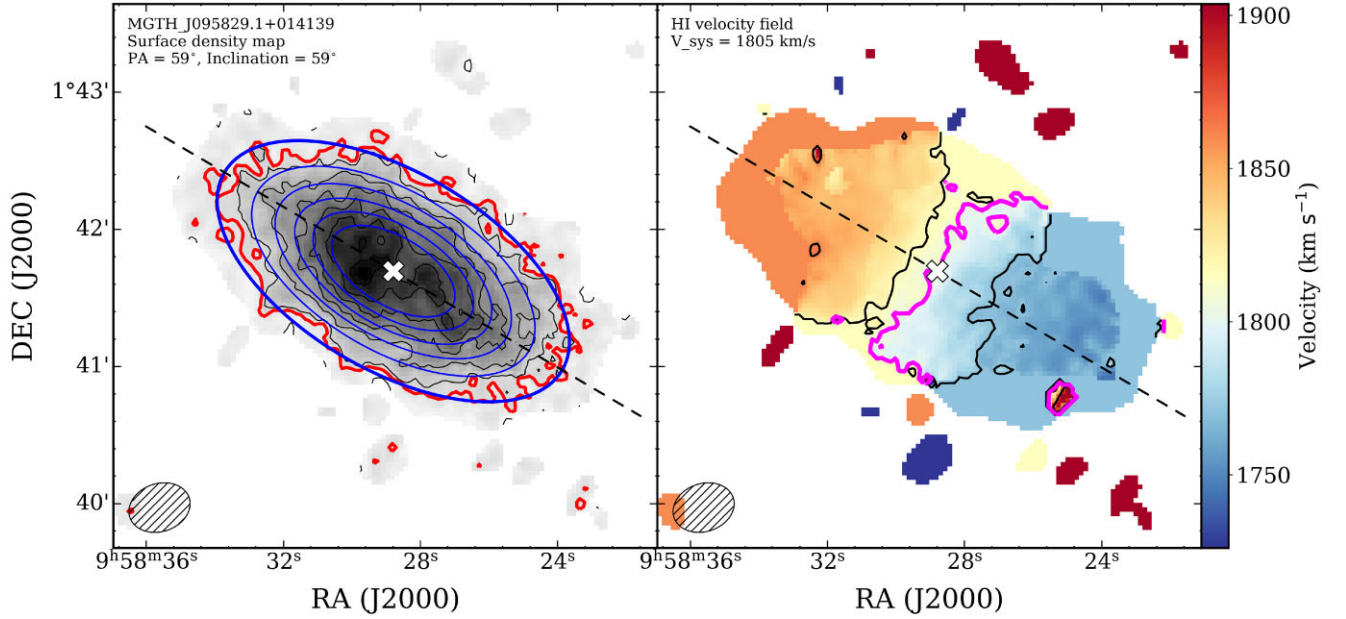 MGTH_J095829.1+014139
Surface density map
PA = 59°, Inclination = 59°
HI velocity field
V_sys = 1805 km/s
1°43'
42'
41'
40'
DEC (J2000)
9ʰ58ᵐ36ˢ
32ˢ
28ˢ
24ˢ
RA (J2000)
9ʰ58ᵐ36ˢ
32ˢ
28ˢ
24ˢ
RA (J2000)
1900
1850
1800
1750
Velocity (km s⁻¹)